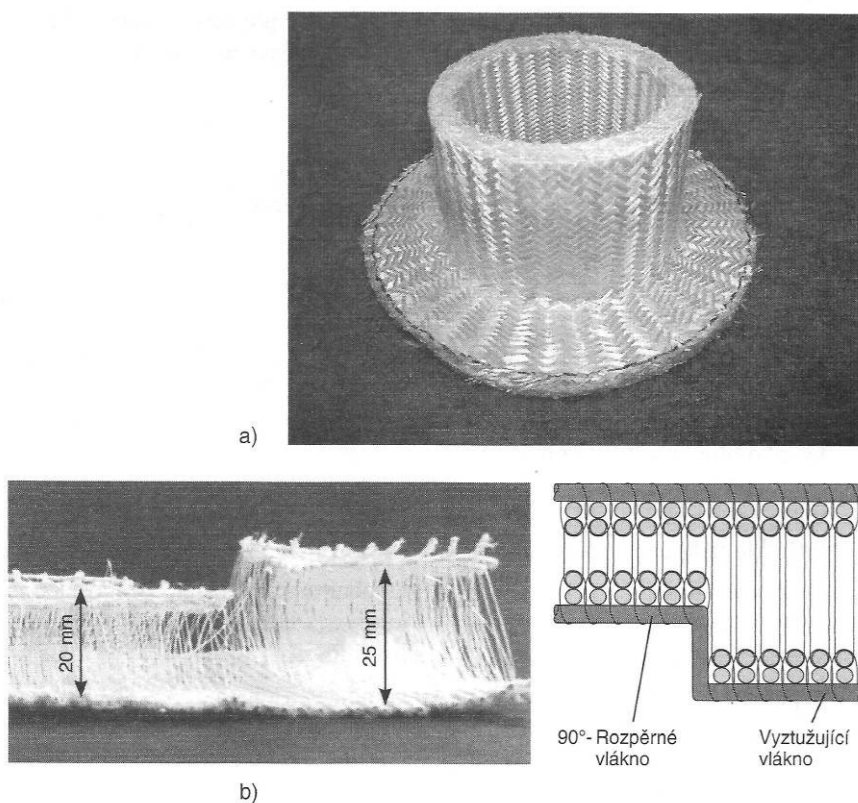 a)
20 mm
25 mm
90°- Rozpěrné
vlákno
Vyztužující
vlákno
b)